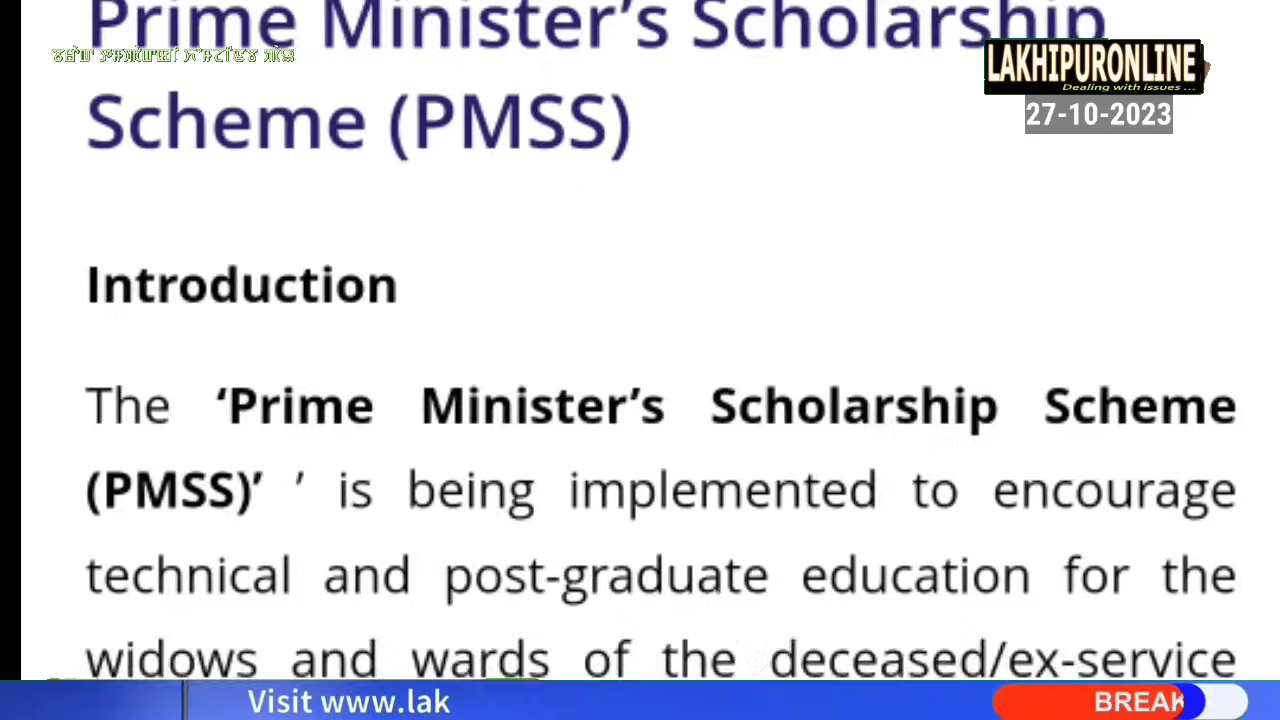 Prime Minister’s Scholarship
Scheme (PMSS)
LAKHIPURONLINE
Dealing with issues ...
27-10-2023
Introduction
The ‘Prime Minister’s Scholarship Scheme
(PMSS)’ ’ is being implemented to encourage
technical and post-graduate education for the
widows and wards of the deceased/ex-service
Visit www.lak
BREAK